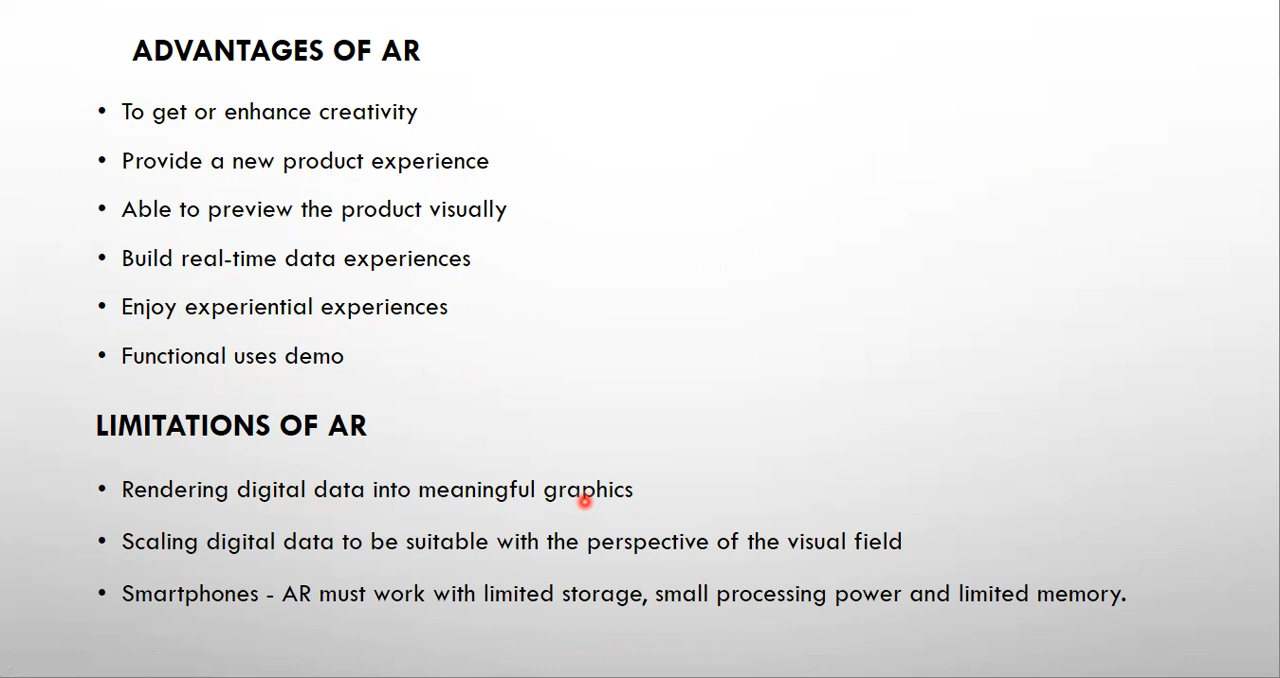 ADVANTAGES OF AR
• To get or enhance creativity
• Provide a new product experience
• Able to preview the product visually
• Build real-time data experiences
• Enjoy experiential experiences
• Functional uses demo
LIMITATIONS OF AR
• Rendering digital data into meaningful graphics
• Scaling digital data to be suitable with the perspective of the visual field
• Smartphones - AR must work with limited storage, small processing power and limited memory.